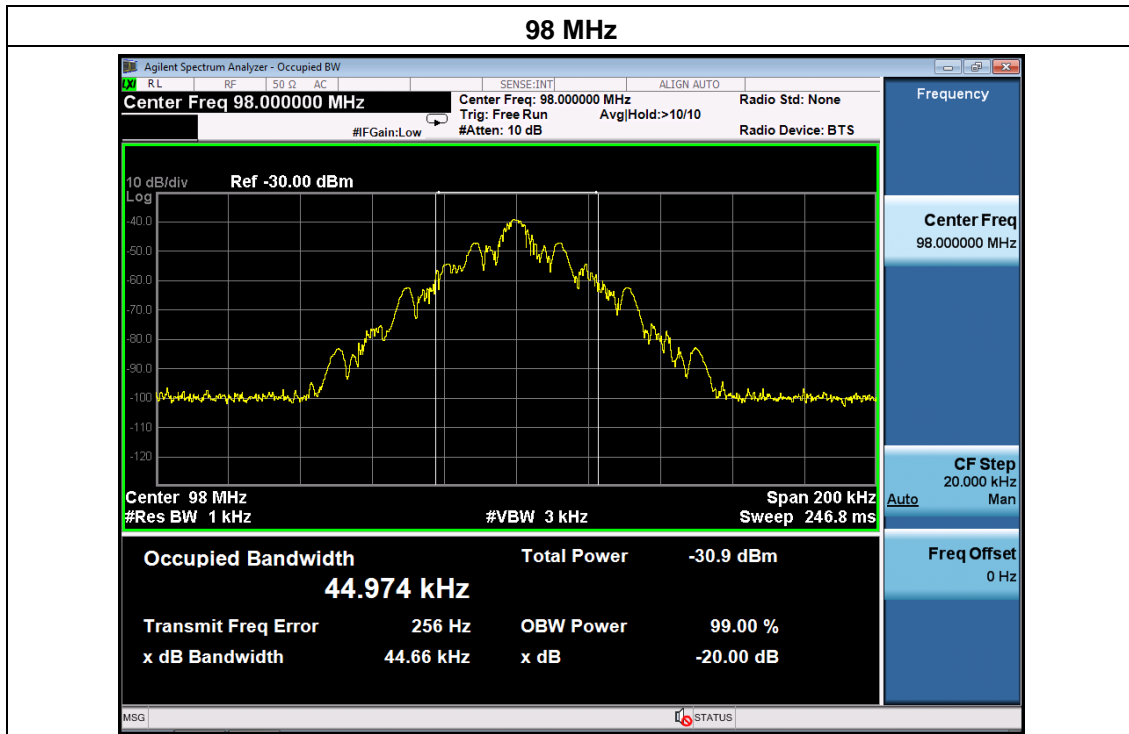 98 MHz
Agilent Spectrum Analyzer - Occupied BW
LXI RL RF 50 Ω AC SENSE:INT ALIGN AUTO
Center Freq 98.000000 MHz
#IFGain:Low
Center Freq: 98.000000 MHz
Trig: Free Run Avg|Hold:>10/10
#Atten: 10 dB
Radio Std: None
Radio Device: BTS
10 dB/div Ref -30.00 dBm
Log
-40.0
-50.0
-60.0
-70.0
-80.0
-90.0
-100
-110
-120
Center 98 MHz Span 200 kHz
#Res BW 1 kHz #VBW 3 kHz Sweep 246.8 ms
Occupied Bandwidth Total Power -30.9 dBm
44.974 kHz
Transmit Freq Error 256 Hz OBW Power 99.00 %
x dB Bandwidth 44.66 kHz x dB -20.00 dB
MSG STATUS
Frequency
Center Freq
98.000000 MHz
CF Step
20.000 kHz
Auto Man
Freq Offset
0 Hz